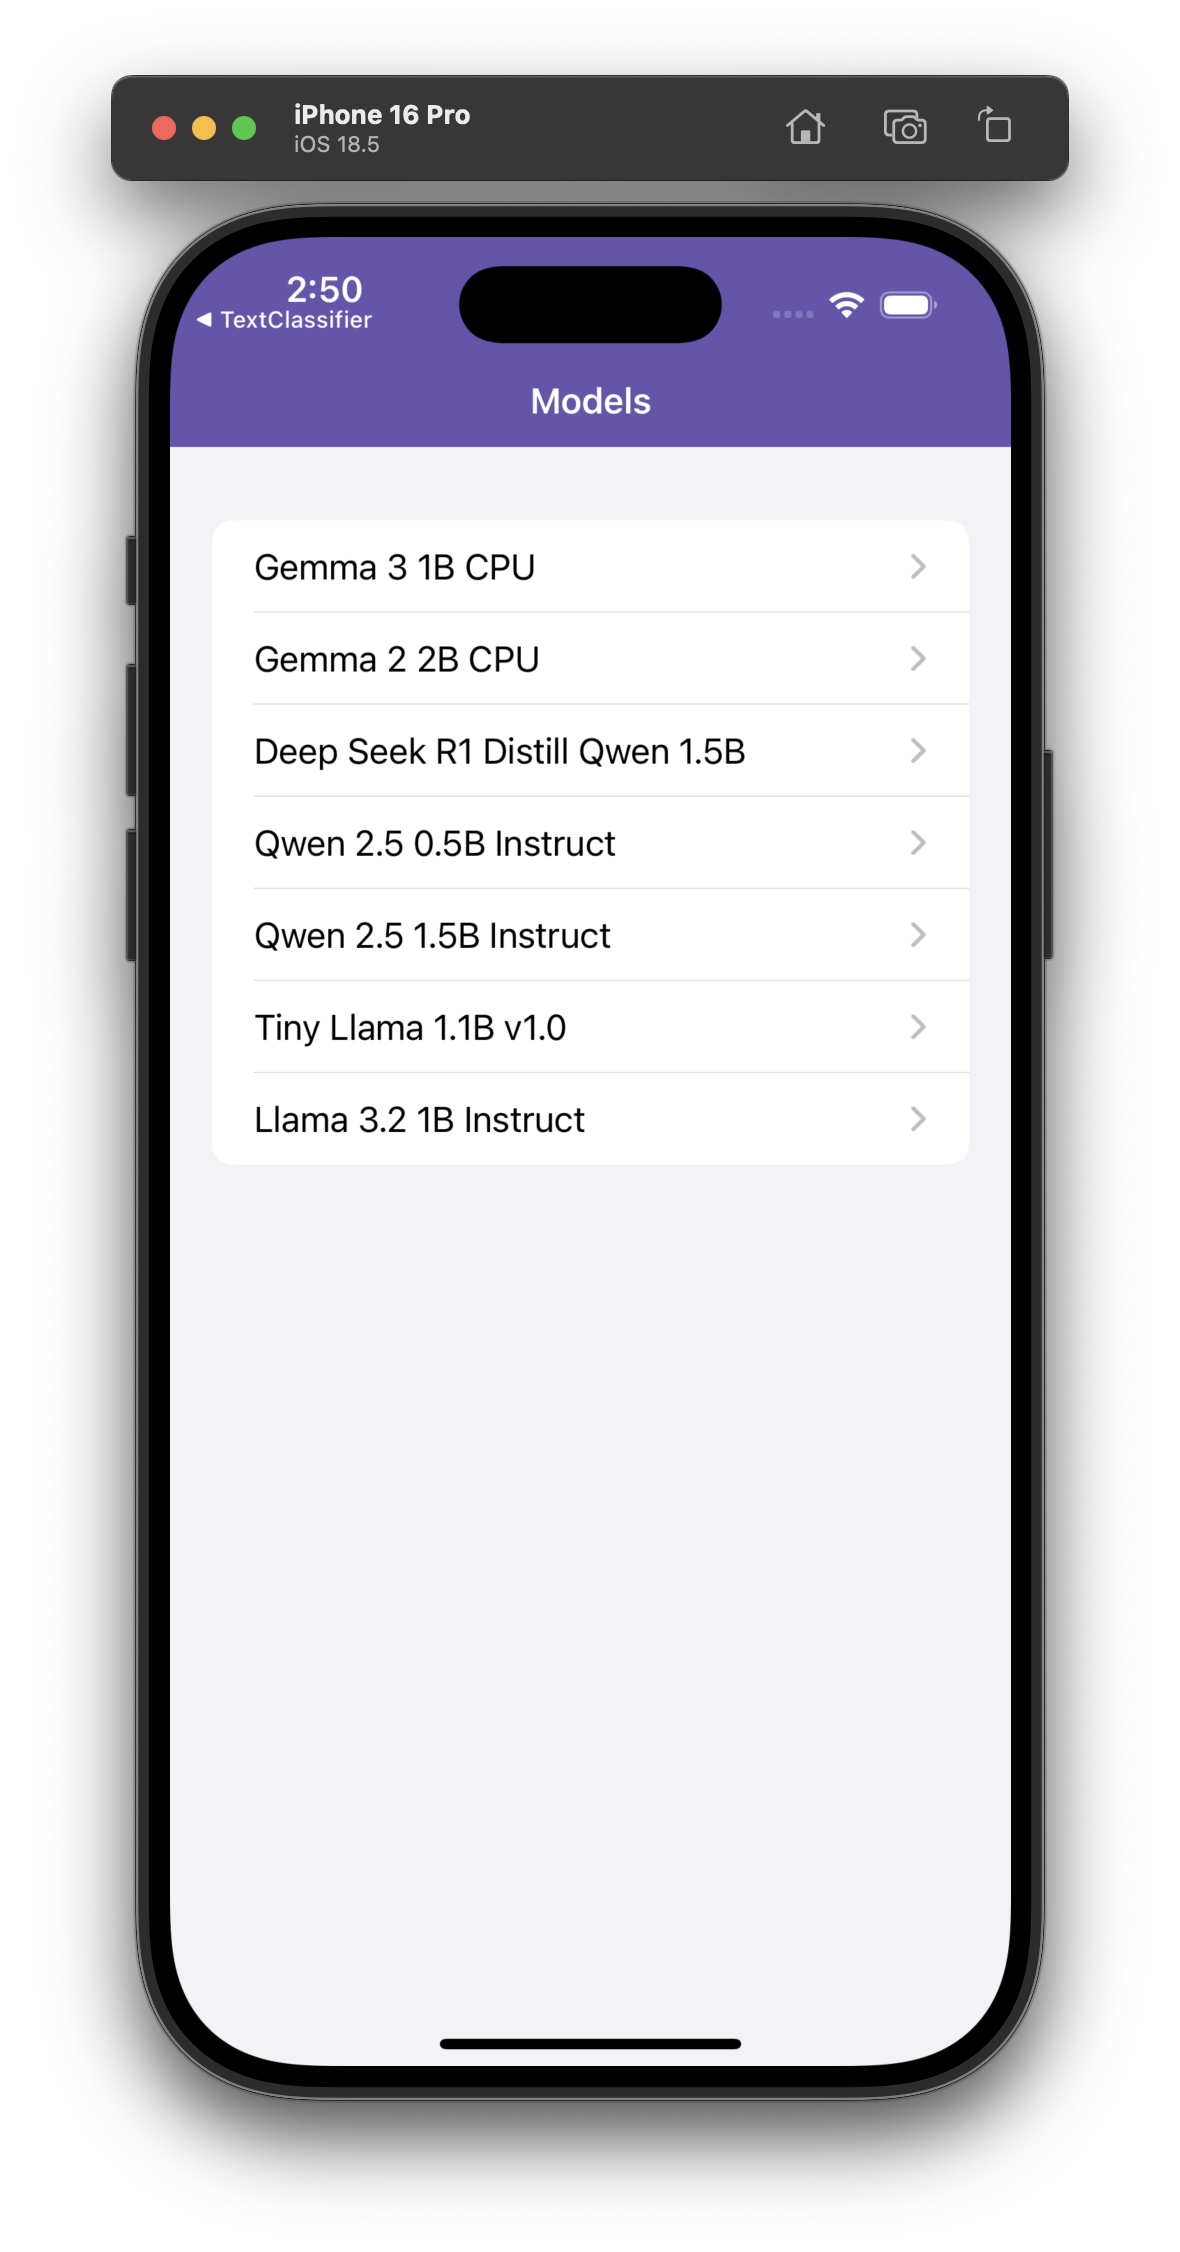 iPhone 16 Pro
iOS 18.5
2:50
◀ TextClassifier
Models
Gemma 3 1B CPU
Gemma 2 2B CPU
Deep Seek R1 Distill Qwen 1.5B
Qwen 2.5 0.5B Instruct
Qwen 2.5 1.5B Instruct
Tiny Llama 1.1B v1.0
Llama 3.2 1B Instruct